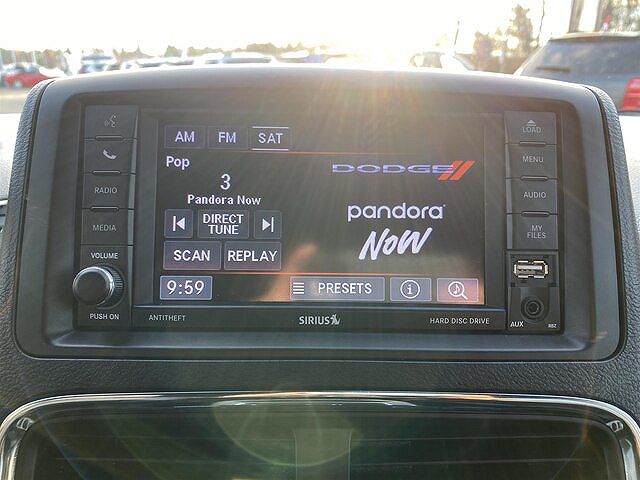 AM FM SAT
Pop
3
Pandora Now
DIRECT
TUNE
SCAN REPLAY
9:59
PRESETS
DODGE
pandora
NOW
RADIO
MEDIA
VOLUME
PUSH ON
LOAD
MENU
AUDIO
MY
FILES
AUX
RBZ
ANTITHEFT
SIRIUS
HARD DISC DRIVE